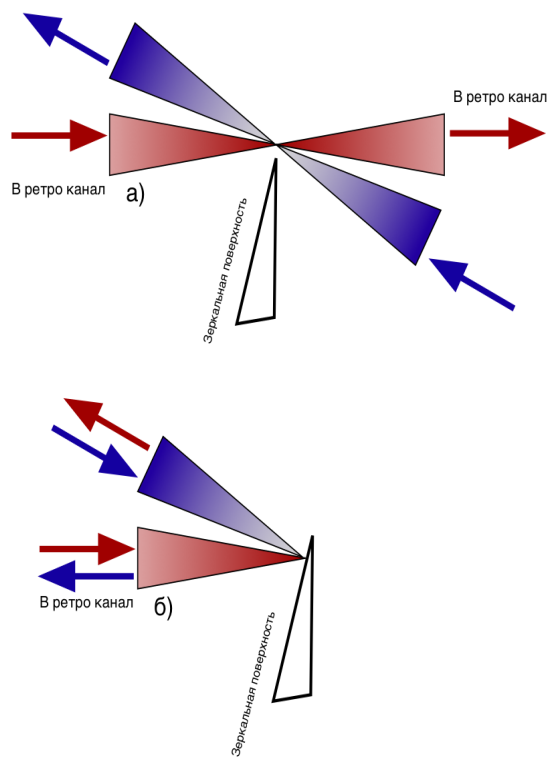 В ретро канал
В ретро канал
а)
Зеркальная поверхность
В ретро канал
б)
Зеркальная поверхность